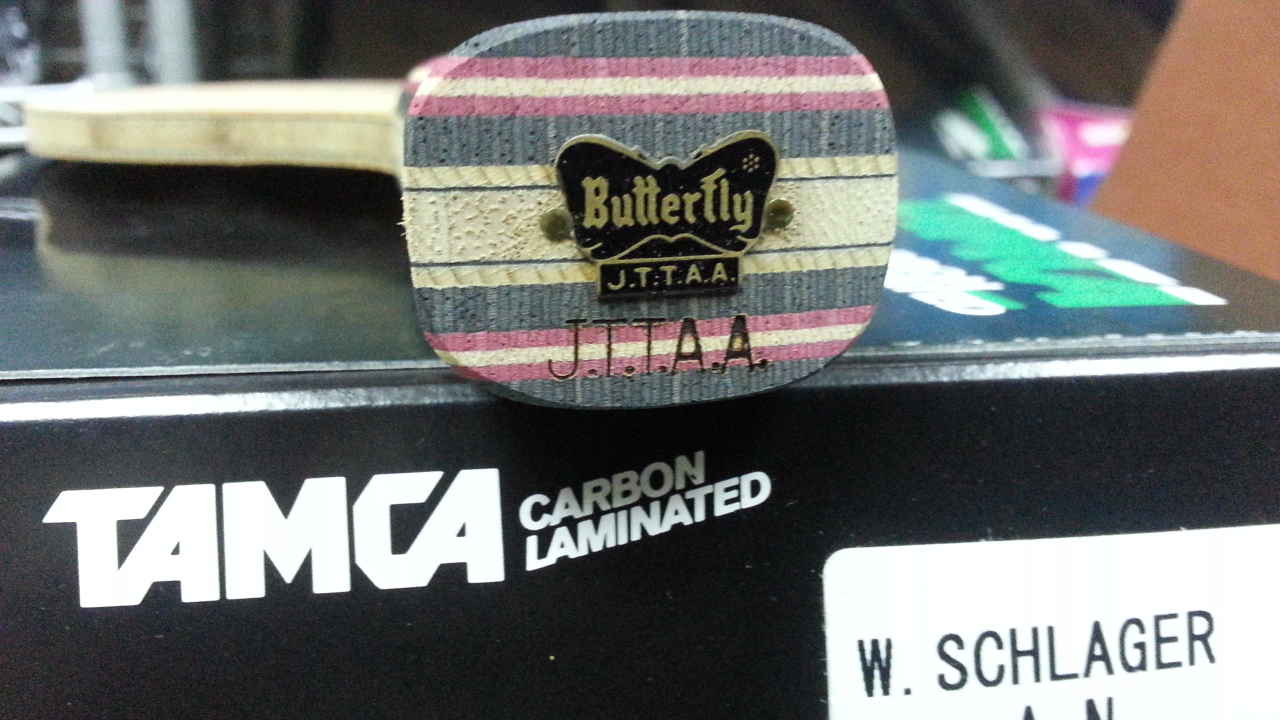 Butterfly
J.T.T.A.A.
J.T.T.A.A.
TAMCA CARBON
LAMINATED
W. SCHLAGER